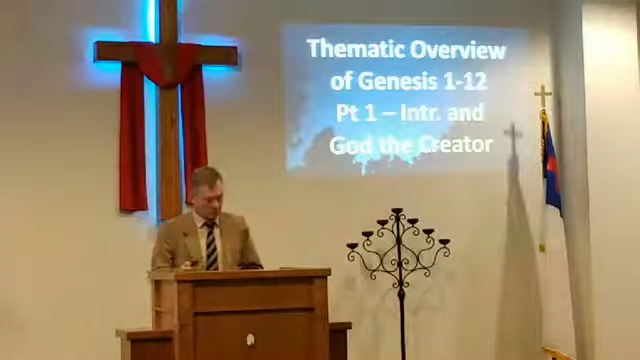 Thematic Overview
of Genesis 1-12
Pt 1 – Intr. and
God the Creator